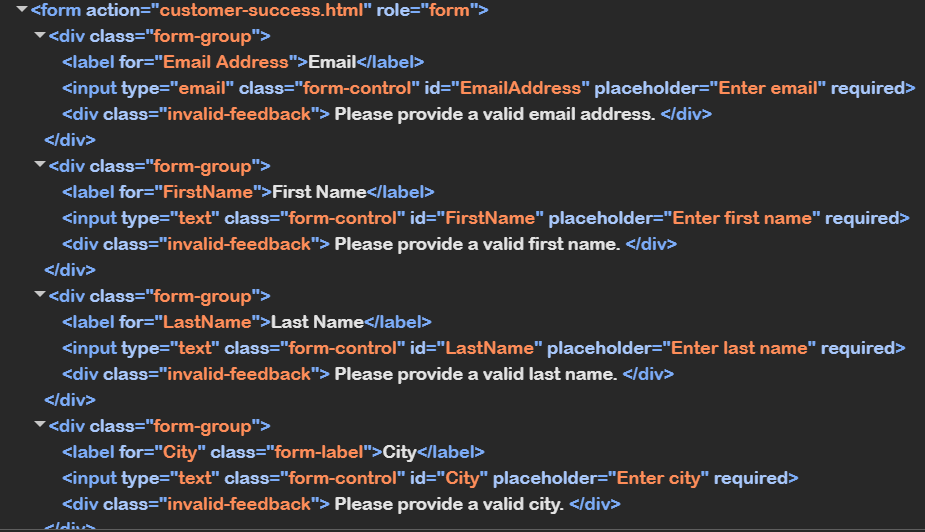 <form action="customer-success.html" role="form">
<div class="form-group">
<label for="Email Address">Email</label>
<input type="email" class="form-control" id="EmailAddress" placeholder="Enter email" required>
<div class="invalid-feedback"> Please provide a valid email address. </div>
</div>
<div class="form-group">
<label for="FirstName">First Name</label>
<input type="text" class="form-control" id="FirstName" placeholder="Enter first name" required>
<div class="invalid-feedback"> Please provide a valid first name. </div>
</div>
<div class="form-group">
<label for="LastName">Last Name</label>
<input type="text" class="form-control" id="LastName" placeholder="Enter last name" required>
<div class="invalid-feedback"> Please provide a valid last name. </div>
</div>
<div class="form-group">
<label for="City" class="form-label">City</label>
<input type="text" class="form-control" id="City" placeholder="Enter city" required>
<div class="invalid-feedback"> Please provide a valid city. </div>
</div>